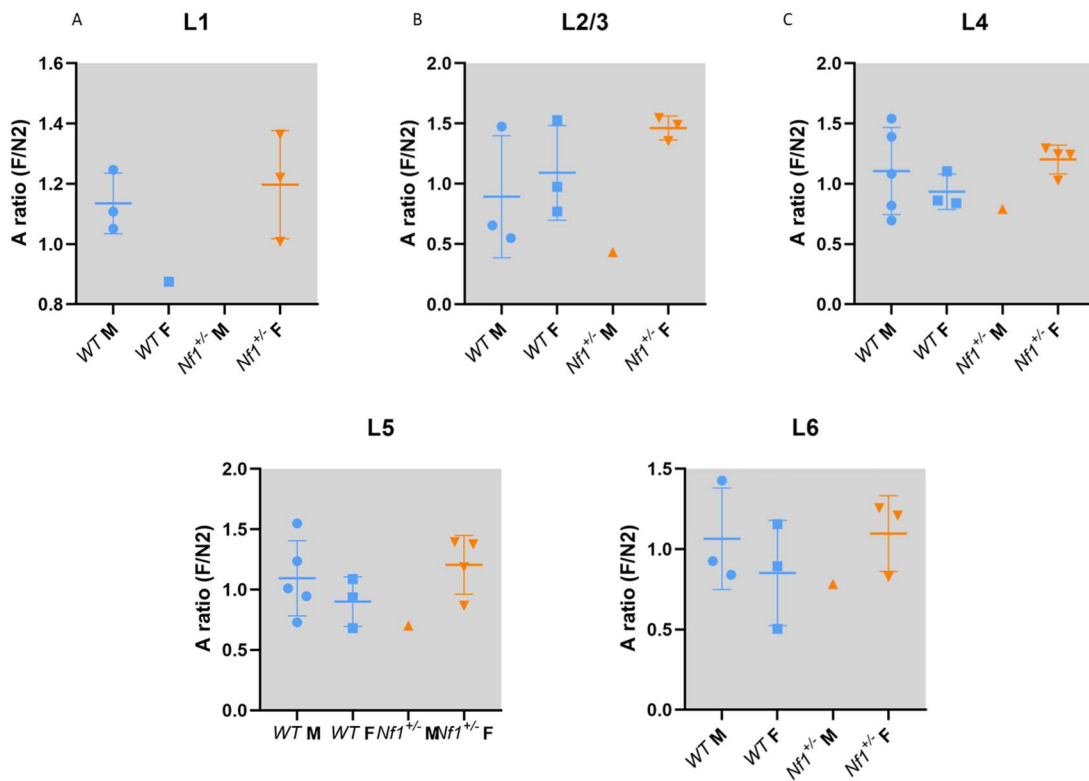 A
L1
A ratio (F/N2)
1.6
1.4
1.2
1.0
0.8
WT M
WT F
Nf1+/- M
Nf1+/- F
B
L2/3
A ratio (F/N2)
2.0
1.5
1.0
0.5
0.0
WT M
WT F
Nf1+/- M
Nf1+/- F
C
L4
A ratio (F/N2)
2.0
1.5
1.0
0.5
0.0
WT M
WT F
Nf1+/- M
Nf1+/- F
L5
A ratio (F/N2)
2.0
1.5
1.0
0.5
0.0
WT M WT F Nf1+/- M Nf1+/- F
L6
A ratio (F/N2)
1.5
1.0
0.5
0.0
WT M
WT F
Nf1+/- M
Nf1+/- F